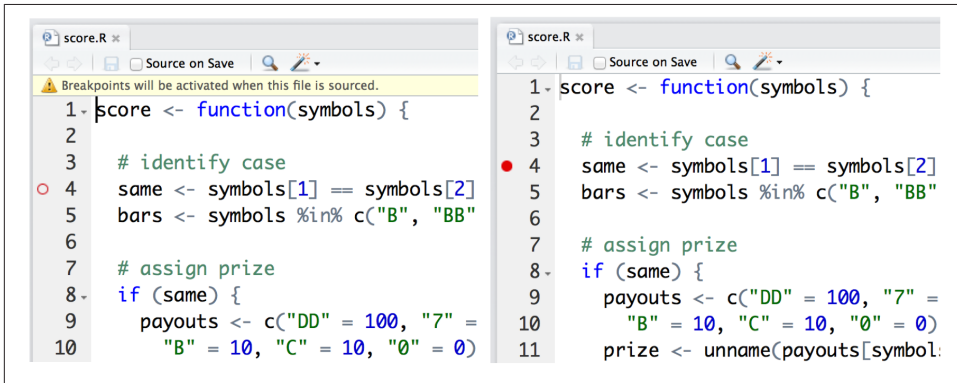 score.R ×
Source on Save
Breakpoints will be activated when this file is sourced.
1 score <- function(symbols) {
2
3 # identify case
4 same <- symbols[1] == symbols[2]
5 bars <- symbols %in% c("B", "BB"
6
7 # assign prize
8 if (same) {
9 payouts <- c("DD" = 100, "7" =
10 "B" = 10, "C" = 10, "0" = 0)
score.R ×
Source on Save
1 score <- function(symbols) {
2
3 # identify case
4 same <- symbols[1] == symbols[2]
5 bars <- symbols %in% c("B", "BB"
6
7 # assign prize
8 if (same) {
9 payouts <- c("DD" = 100, "7" =
10 "B" = 10, "C" = 10, "0" = 0)
11 prize <- unname(payouts[symbol